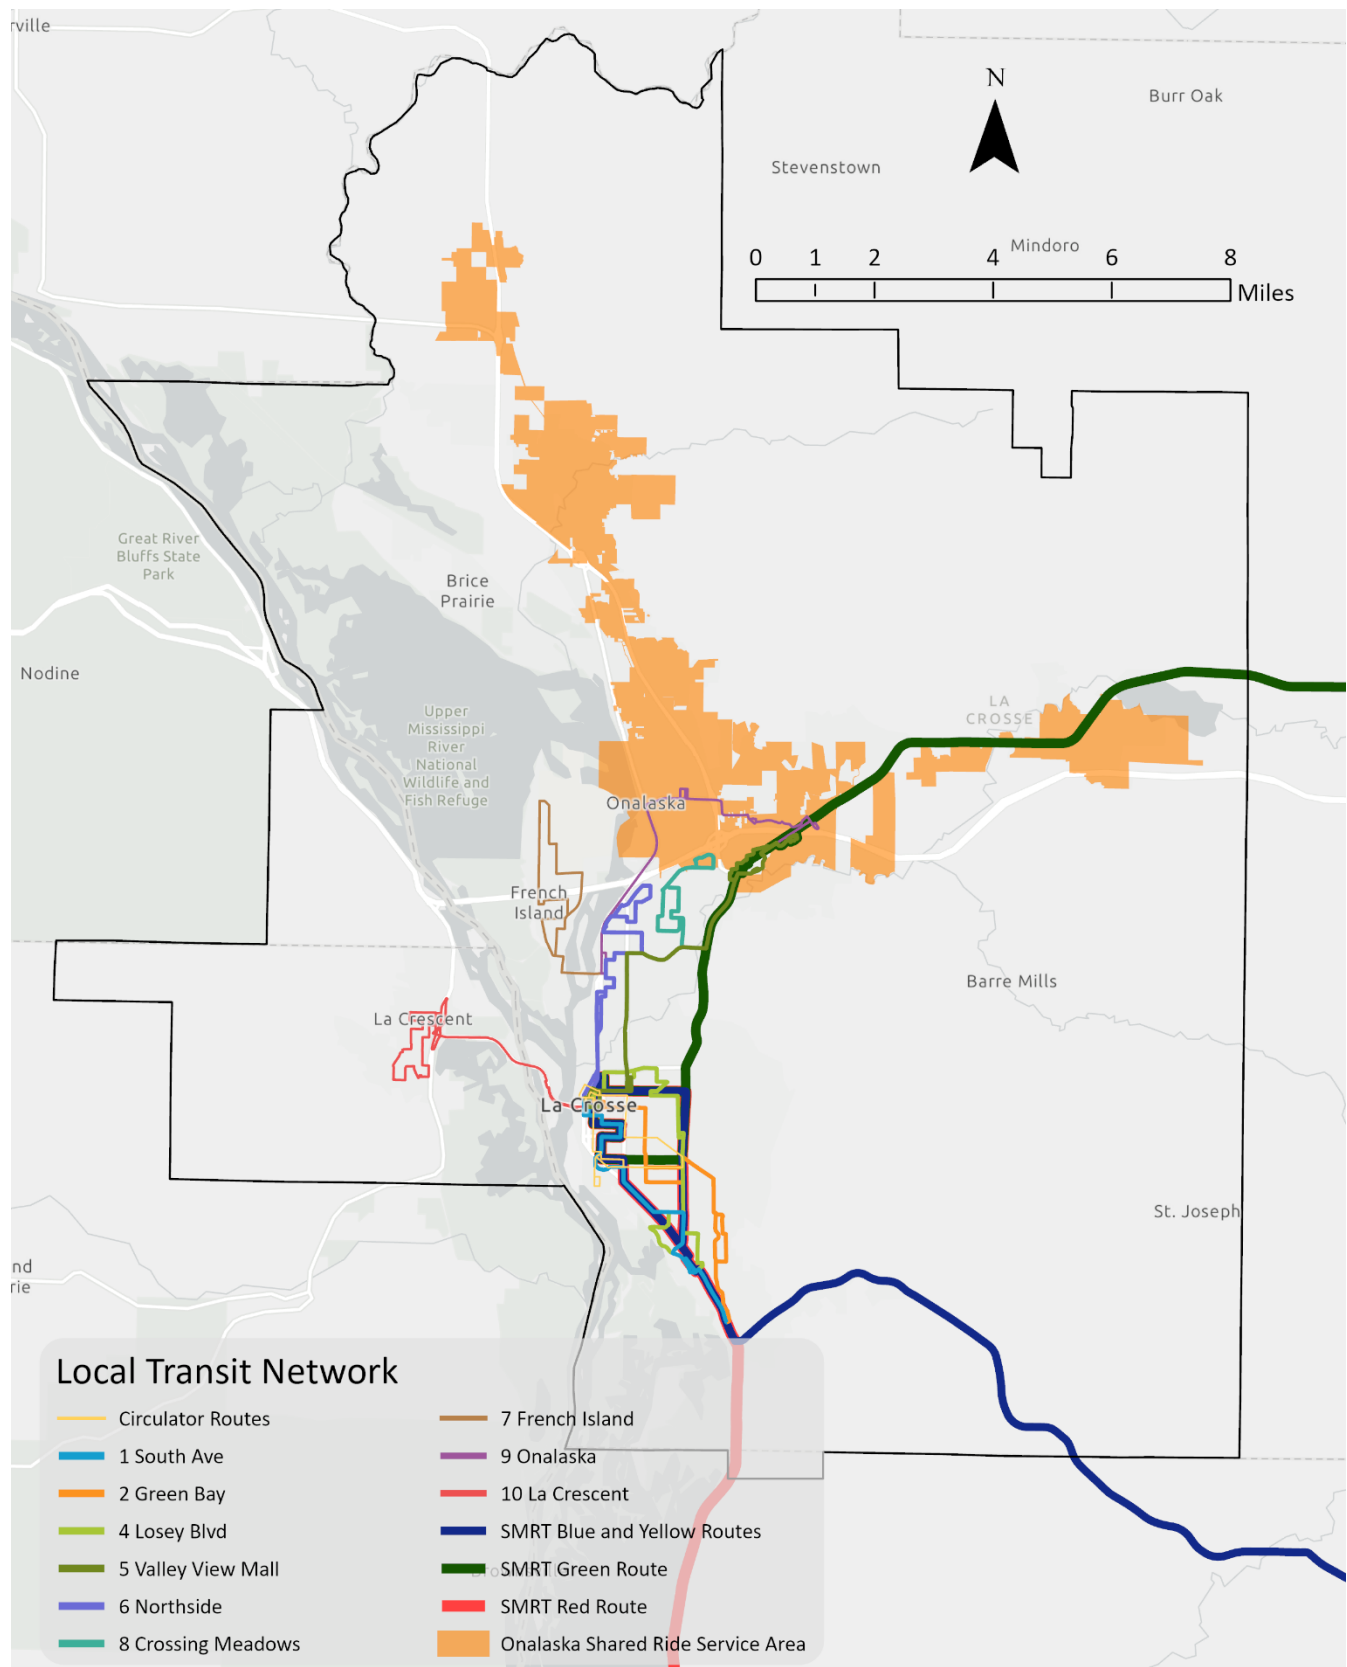 rville
N
Burr Oak
Stevenstown
Mindoro
0 1 2 4 6 8
Miles
Great River
Bluffs State
Park
Brice
Prairie
Nodine
LA
CROSSE
Upper
Mississippi
River
National
Wildlife and
Fish Refuge
Onalaska
French
Island
Barre Mills
La Crescent
La Crosse
St. Joseph
nd
rie
Local Transit Network
Circulator Routes
1 South Ave
2 Green Bay
4 Losey Blvd
5 Valley View Mall
6 Northside
8 Crossing Meadows
7 French Island
9 Onalaska
10 La Crescent
SMRT Blue and Yellow Routes
SMRT Green Route
SMRT Red Route
Onalaska Shared Ride Service Area